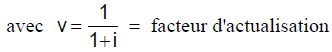 avec v = 1/(1+i) = facteur d'actualisation